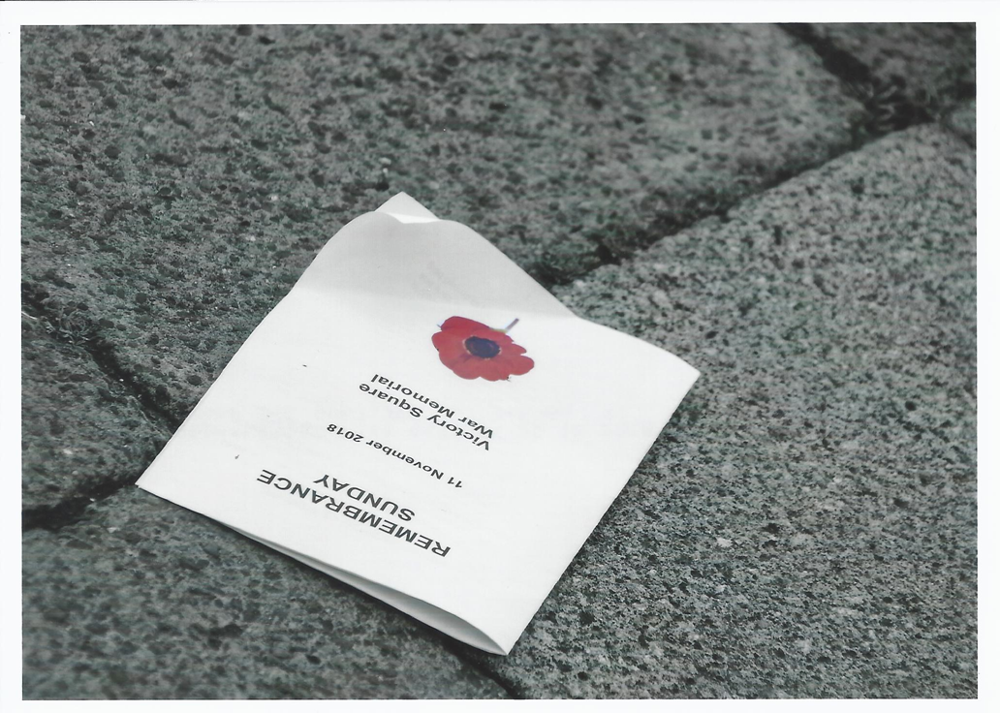 REMEMBRANCE
SUNDAY
11 November 2018
Victory Square
War Memorial